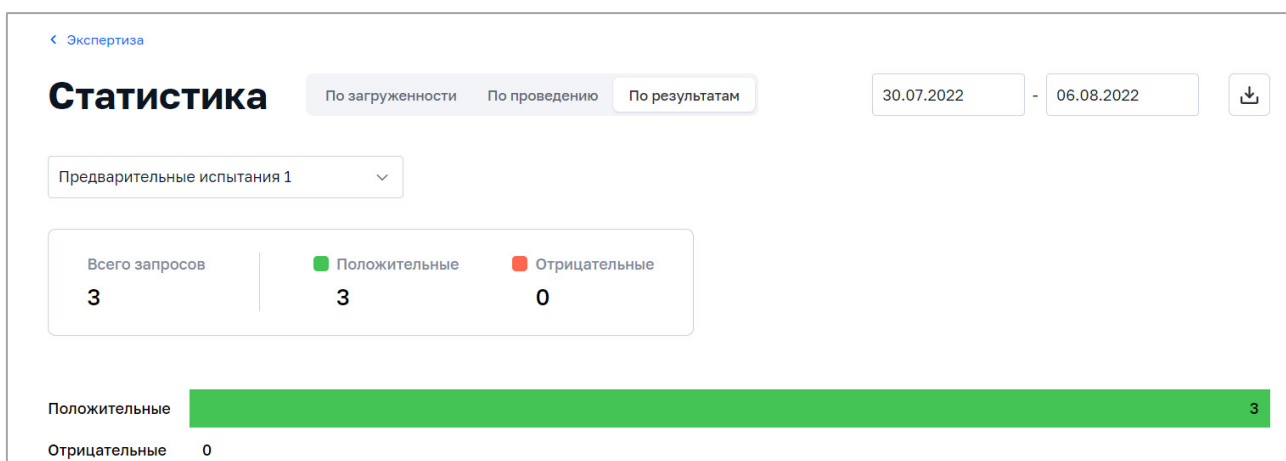 Экспертиза
Статистика По загруженности По проведению По результатам 30.07.2022 - 06.08.2022
Предварительные испытания 1
Всего запросов Положительные Отрицательные
3 3 0
Положительные 3
Отрицательные 0